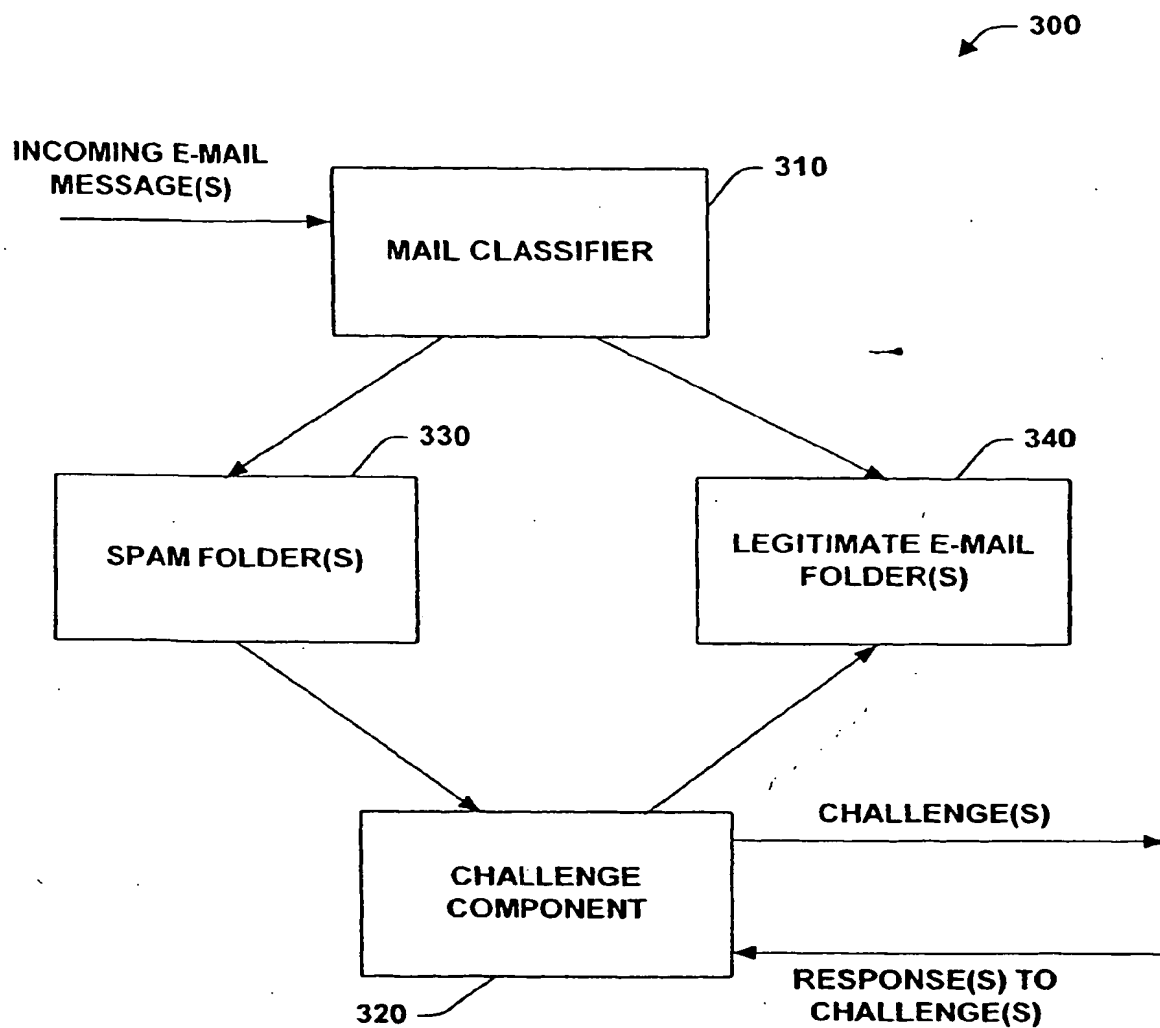 300
INCOMING E-MAIL
MESSAGE(S)
310
MAIL CLASSIFIER
330
340
SPAM FOLDER(S)
LEGITIMATE E-MAIL
FOLDER(S)
CHALLENGE(S)
CHALLENGE
COMPONENT
RESPONSE(S) TO
CHALLENGE(S)
320